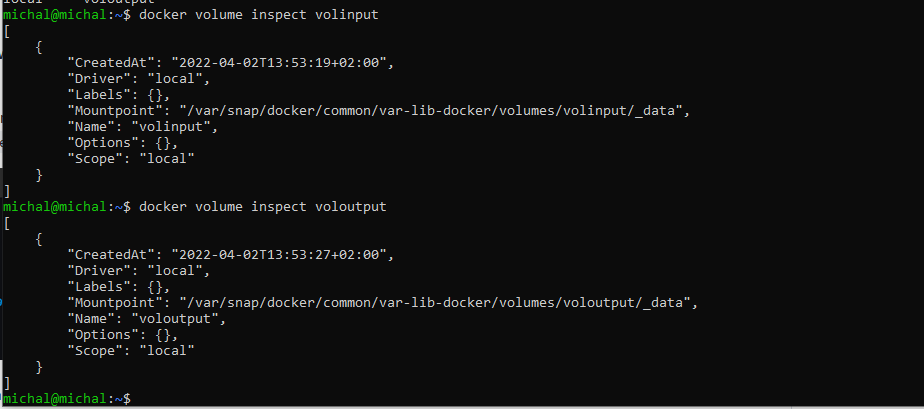 local     voloutput
michal@michal:~$ docker volume inspect volinput
[
    {
        "CreatedAt": "2022-04-02T13:53:19+02:00",
        "Driver": "local",
        "Labels": {},
        "Mountpoint": "/var/snap/docker/common/var-lib-docker/volumes/volinput/_data",
        "Name": "volinput",
        "Options": {},
        "Scope": "local"
    }
]
michal@michal:~$ docker volume inspect voloutput
[
    {
        "CreatedAt": "2022-04-02T13:53:27+02:00",
        "Driver": "local",
        "Labels": {},
        "Mountpoint": "/var/snap/docker/common/var-lib-docker/volumes/voloutput/_data",
        "Name": "voloutput",
        "Options": {},
        "Scope": "local"
    }
]
michal@michal:~$